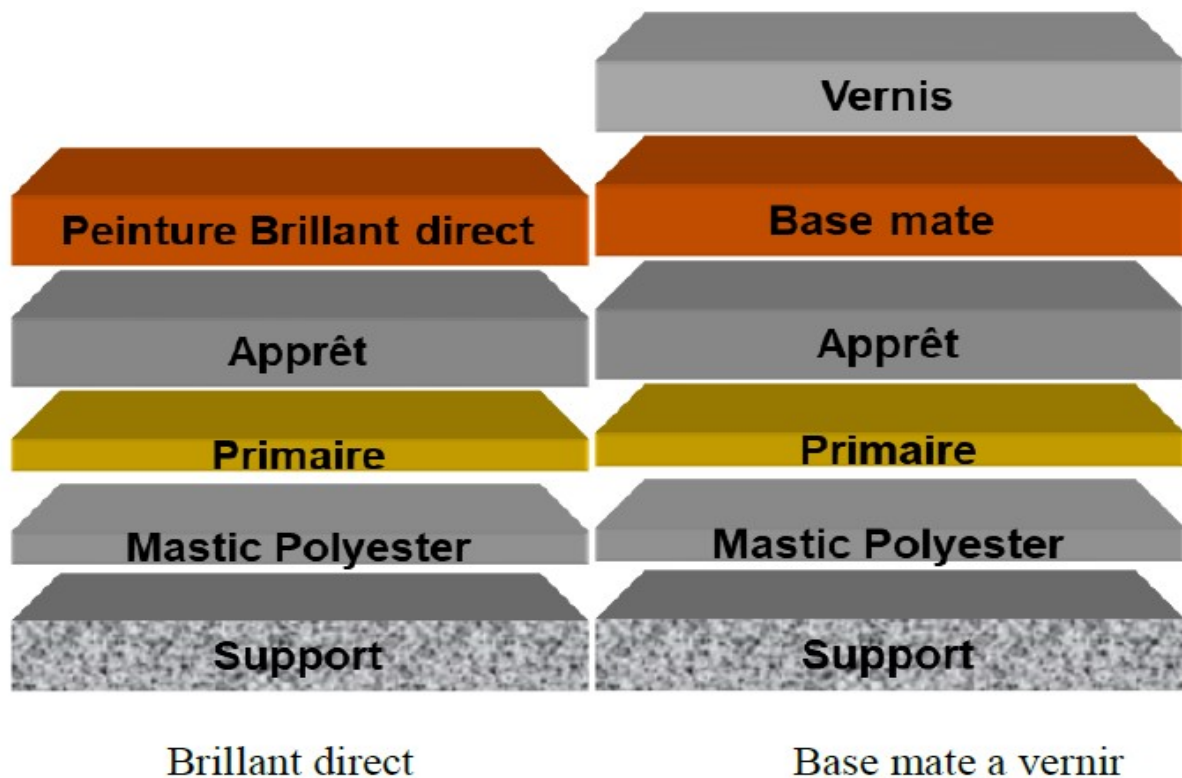 Peinture Brillant direct
Apprêt
Primaire
Mastic Polyester
Support
Brillant direct
Vernis
Base mate
Apprêt
Primaire
Mastic Polyester
Support
Base mate a vernir